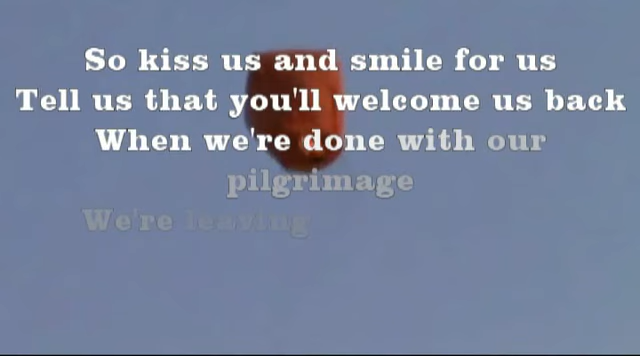 So kiss us and smile for us
Tell us that you'll welcome us back
When we're done with our
pilgrimage
We're leaving